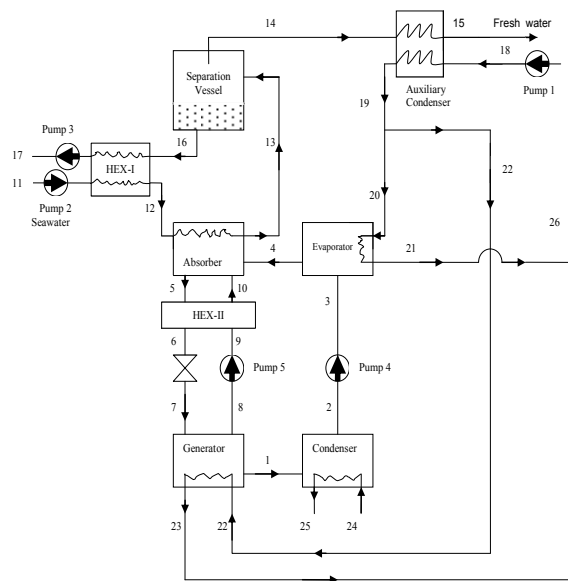 14
15
Fresh water
18
Separation
Vessel
Auxiliary
Condenser
Pump 1
19
Pump 3
16
13
17
HEX-I
22
11
Pump 2
Seawater
12
20
26
4
Evaporator
21
Absorber
5
10
3
HEX-II
6
9
Pump 5
Pump 4
7
8
2
Generator
1
Condenser
23
22
25
24